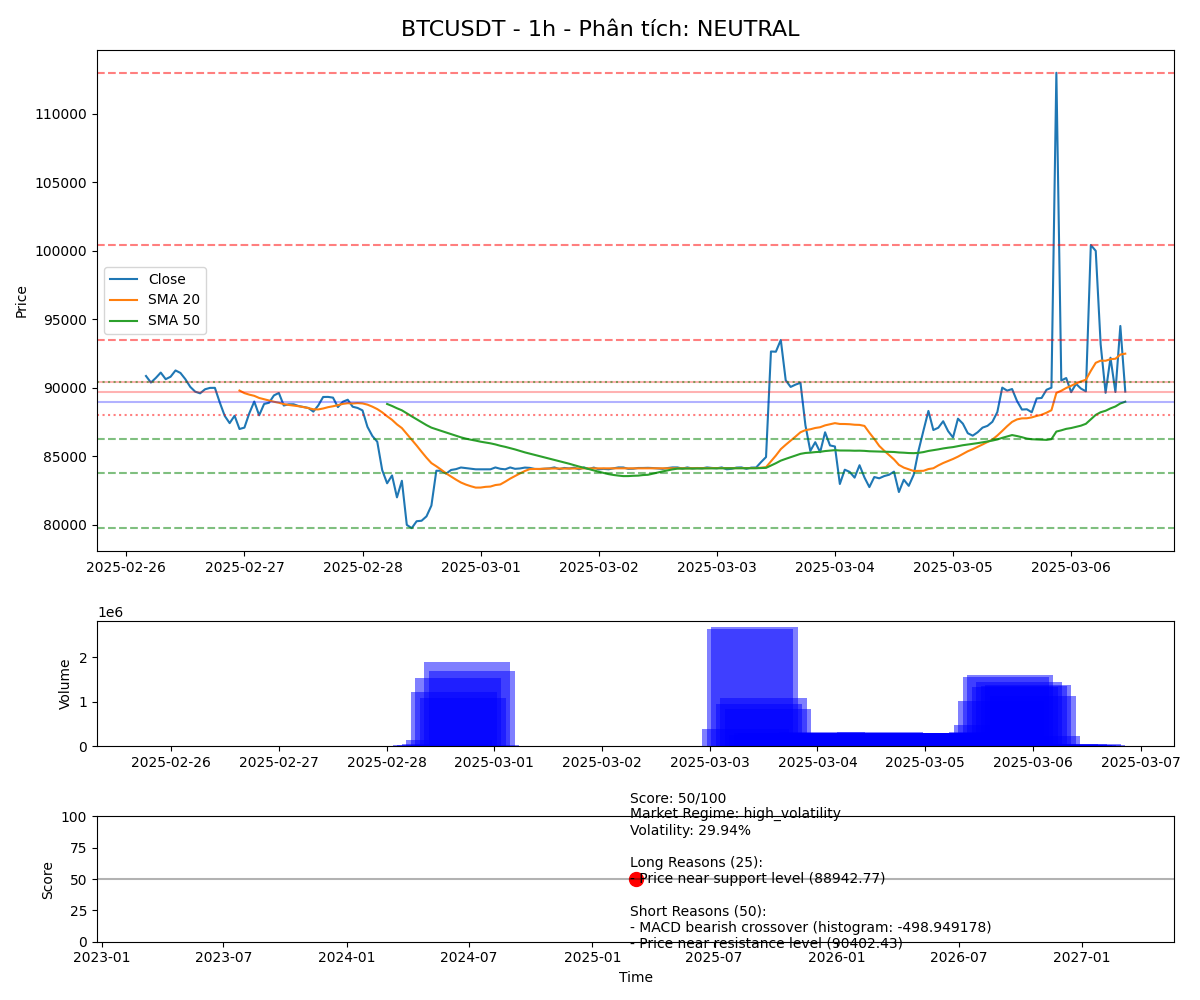 BTCUSDT - 1h - Phân tích: NEUTRAL
Price
110000
105000
100000
95000
90000
85000
80000
Close
SMA 20
SMA 50
2025-02-26
2025-02-27
2025-02-28
2025-03-01
2025-03-02
2025-03-03
2025-03-04
2025-03-05
2025-03-06
1e6
Volume
2
1
0
2025-02-26
2025-02-27
2025-02-28
2025-03-01
2025-03-02
2025-03-03
2025-03-04
2025-03-05
2025-03-06
2025-03-07
Score: 50/100
Market Regime: high_volatility
Volatility: 29.94%
Long Reasons (25):
- Price near support level (88942.77)
Short Reasons (50):
- MACD bearish crossover (histogram: -498.949178)
- Price near resistance level (90402.43)
Score
100
75
50
25
0
2023-01
2023-07
2024-01
2024-07
2025-01
2025-07
2026-01
2026-07
2027-01
Time